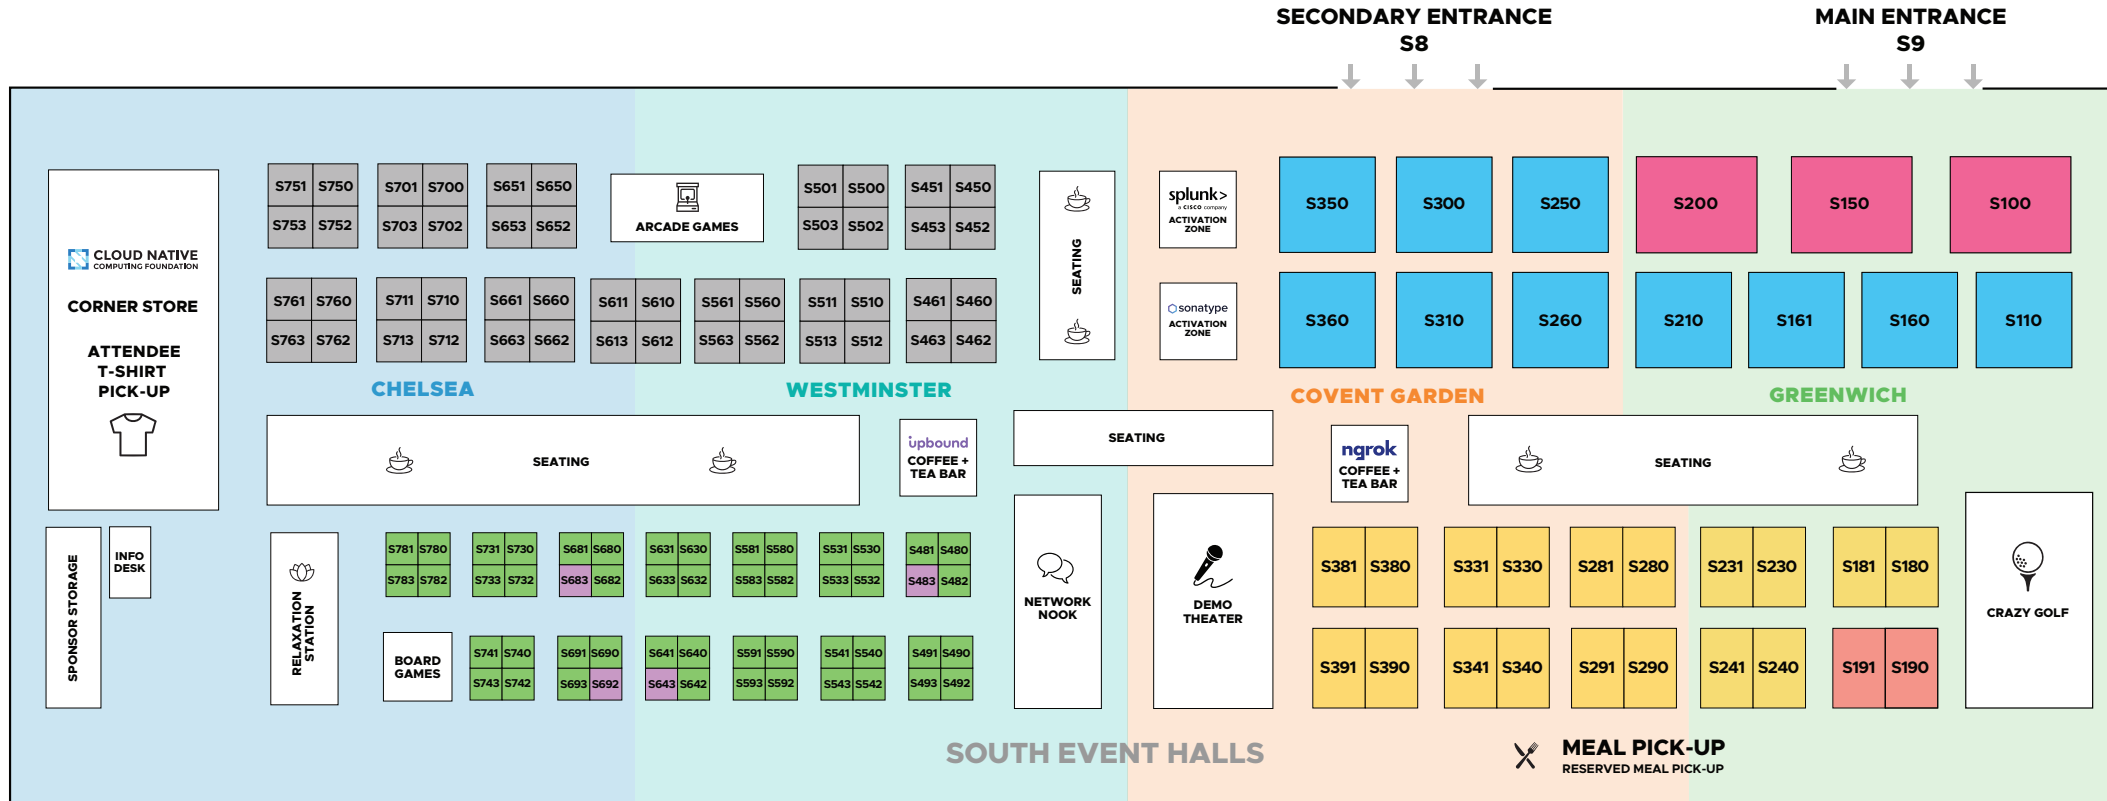 SECONDARY ENTRANCE
S8
MAIN ENTRANCE
S9
CLOUD NATIVE
COMPUTING FOUNDATION
CORNER STORE
ATTENDEE
T-SHIRT
PICK-UP
S751 S750
S753 S752
S701 S700
S703 S702
S651 S650
S653 S652
ARCADE GAMES
S501 S500
S503 S502
S451 S450
S453 S452
SEATING
splunk>
a CISCO company
ACTIVATION
ZONE
S350
S300
S250
S200
S150
S100
S761 S760
S763 S762
S711 S710
S713 S712
S661 S660
S663 S662
S611 S610
S613 S612
S561 S560
S563 S562
S511 S510
S513 S512
S461 S460
S463 S462
sonatype
ACTIVATION
ZONE
S360
S310
S260
S210
S161
S160
S110
CHELSEA
WESTMINSTER
COVENT GARDEN
GREENWICH
SEATING
upbound
COFFEE +
TEA BAR
SEATING
ngrok
COFFEE +
TEA BAR
SEATING
SPONSOR STORAGE
INFO
DESK
RELAXATION
STATION
S781 S780
S783 S782
S731 S730
S733 S732
S681 S680
S683 S682
S631 S630
S633 S632
S581 S580
S583 S582
S531 S530
S533 S532
S481 S480
S483 S482
NETWORK
NOOK
DEMO
THEATER
S381 S380
S331 S330
S281 S280
S231 S230
S181 S180
CRAZY GOLF
BOARD
GAMES
S741 S740
S743 S742
S691 S690
S693 S692
S641 S640
S643 S642
S591 S590
S593 S592
S541 S540
S543 S542
S491 S490
S493 S492
S391 S390
S341 S340
S291 S290
S241 S240
S191 S190
SOUTH EVENT HALLS
MEAL PICK-UP
RESERVED MEAL PICK-UP